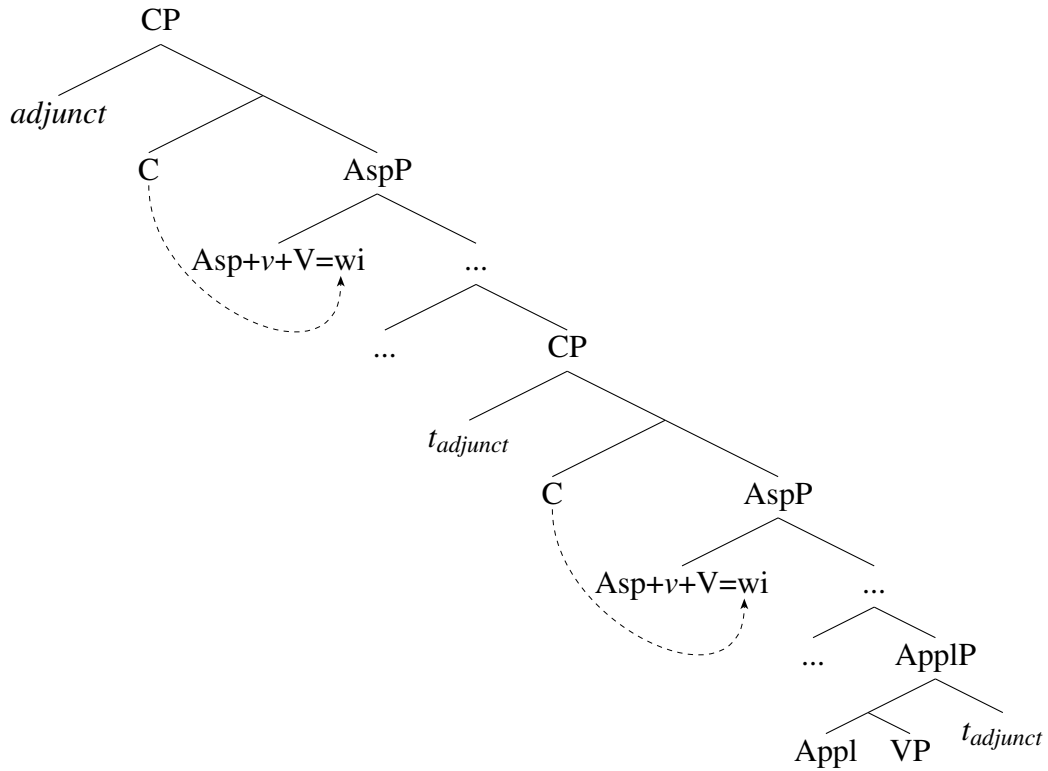 CP
adjunct
C AspP
Asp+v+V=wi ...
... CP
t_adjunct
C AspP
Asp+v+V=wi ...
... ApplP
Appl VP t_adjunct